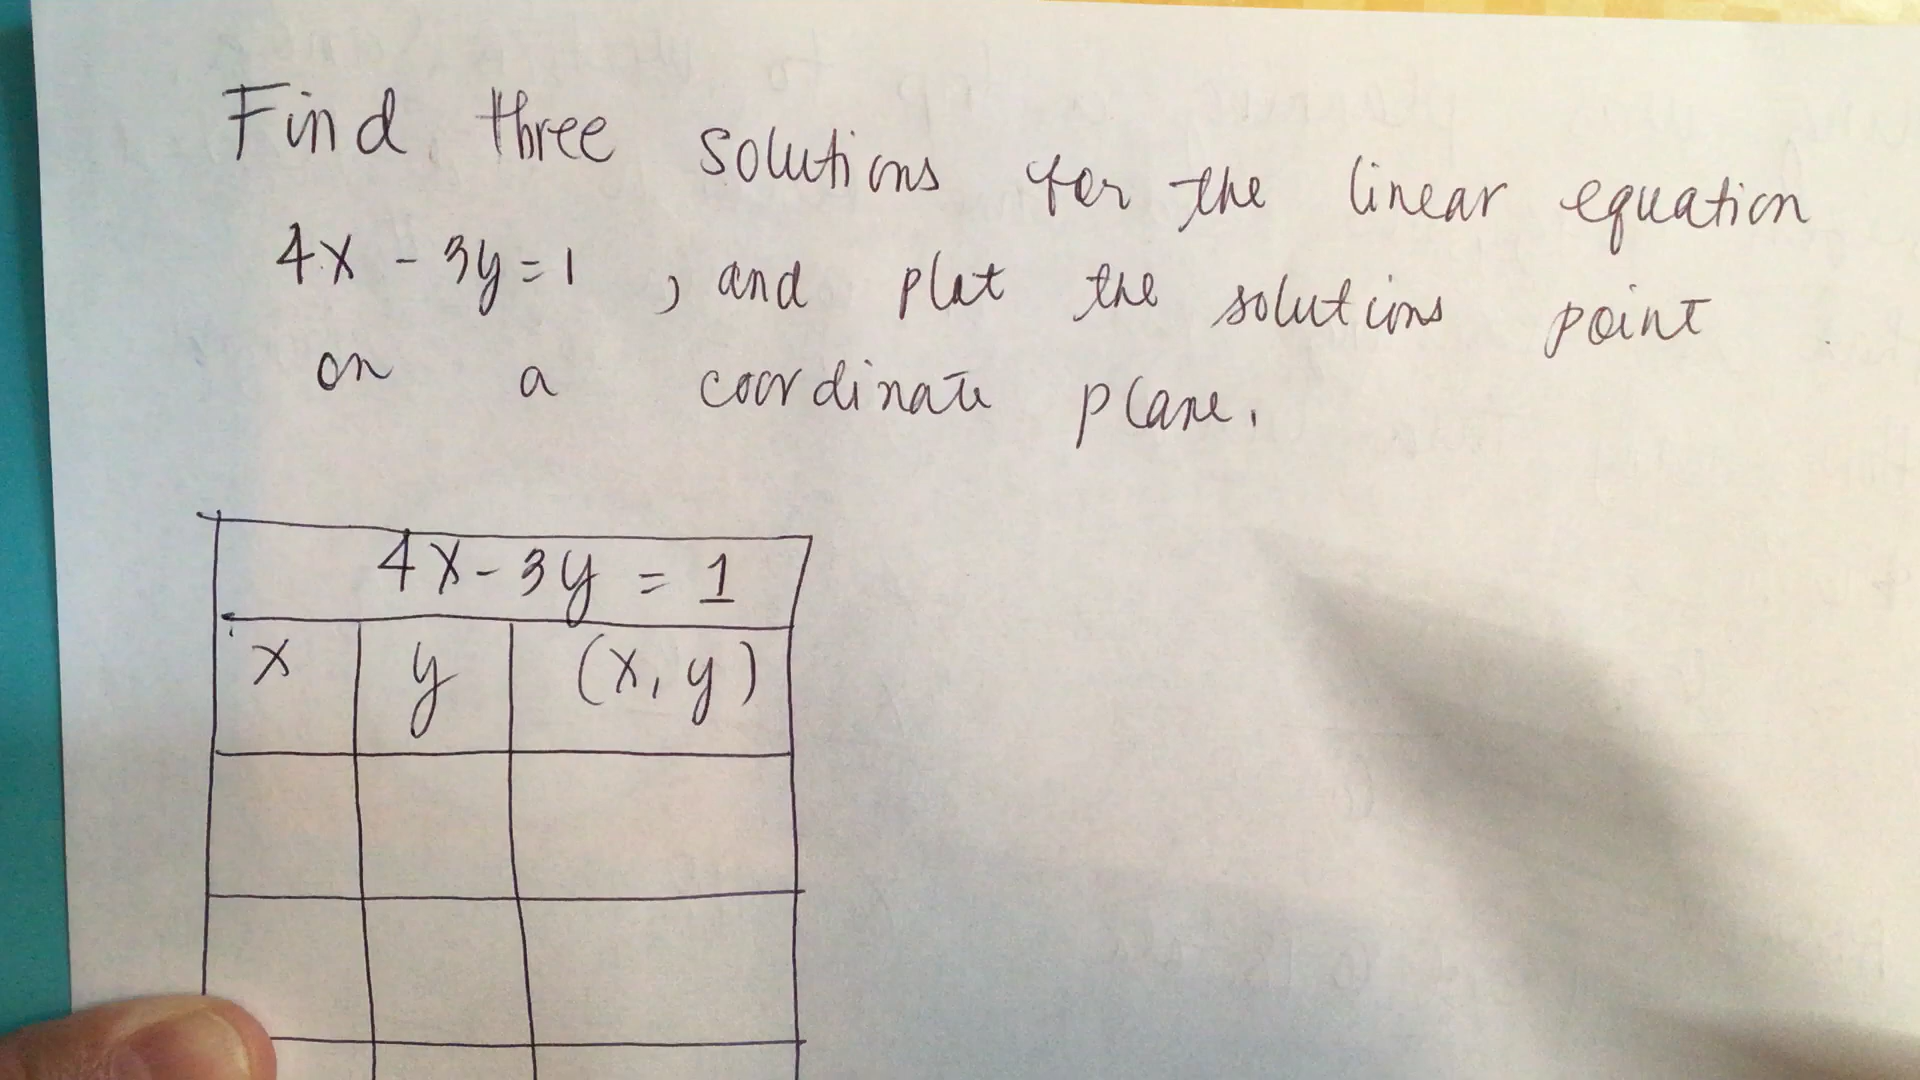 Find three solutions for the linear equation
4x - 3y = 1 , and plot the solutions point
on a coordinate plane.
4x - 3y = 1
x y (x, y)